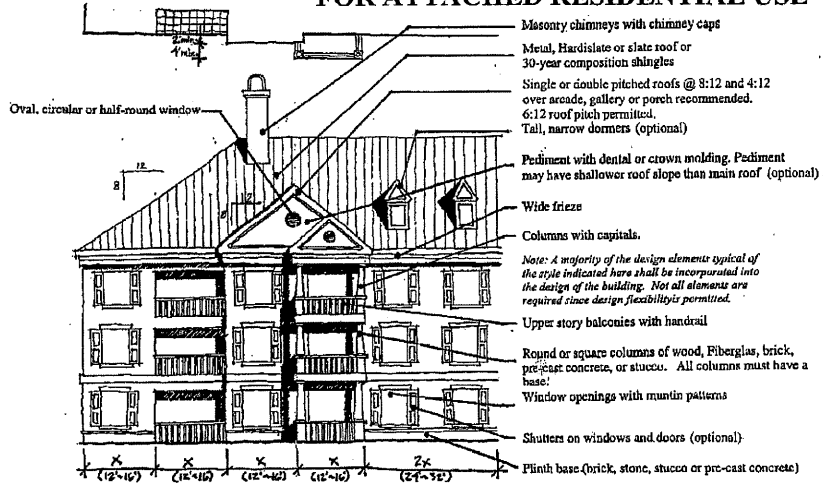 FOR ATTACHED RESIDENTIAL USE
2' min.
4' max.
Masonry chimneys with chimney caps
Metal, Hardislate or slate roof or
30-year composition shingles
Single or double pitched roofs @ 8:12 and 4:12
over arcade, gallery or porch recommended.
6:12 roof pitch permitted.
Tall, narrow dormers (optional)
Oval, circular or half-round window
12
8
12
8
Pediment with dental or crown molding. Pediment
may have shallower roof slope than main roof (optional)
Wide frieze
Columns with capitals.
Note: A majority of the design elements typical of
the style indicated here shall be incorporated into
the design of the building. Not all elements are
required since design flexibilityis permitted.
Upper story balconies with handrail
Round or square columns of wood, Fiberglas, brick,
pre-cast concrete, or stucco. All columns must have a
base.
Window openings with muntin patterns
Shutters on windows and doors (optional)
Plinth base (brick, stone, stucco or pre-cast concrete)
X X X X 2X
(12'-16') (12'-16') (12'-16') (12'-16') (24'-32')